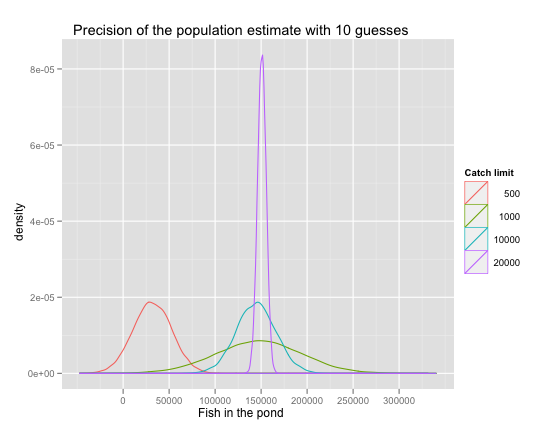 Precision of the population estimate with 10 guesses
8e-05
6e-05
4e-05
2e-05
0e+00
density
0 50000 100000 150000 200000 250000 300000
Fish in the pond
Catch limit
500
1000
10000
20000